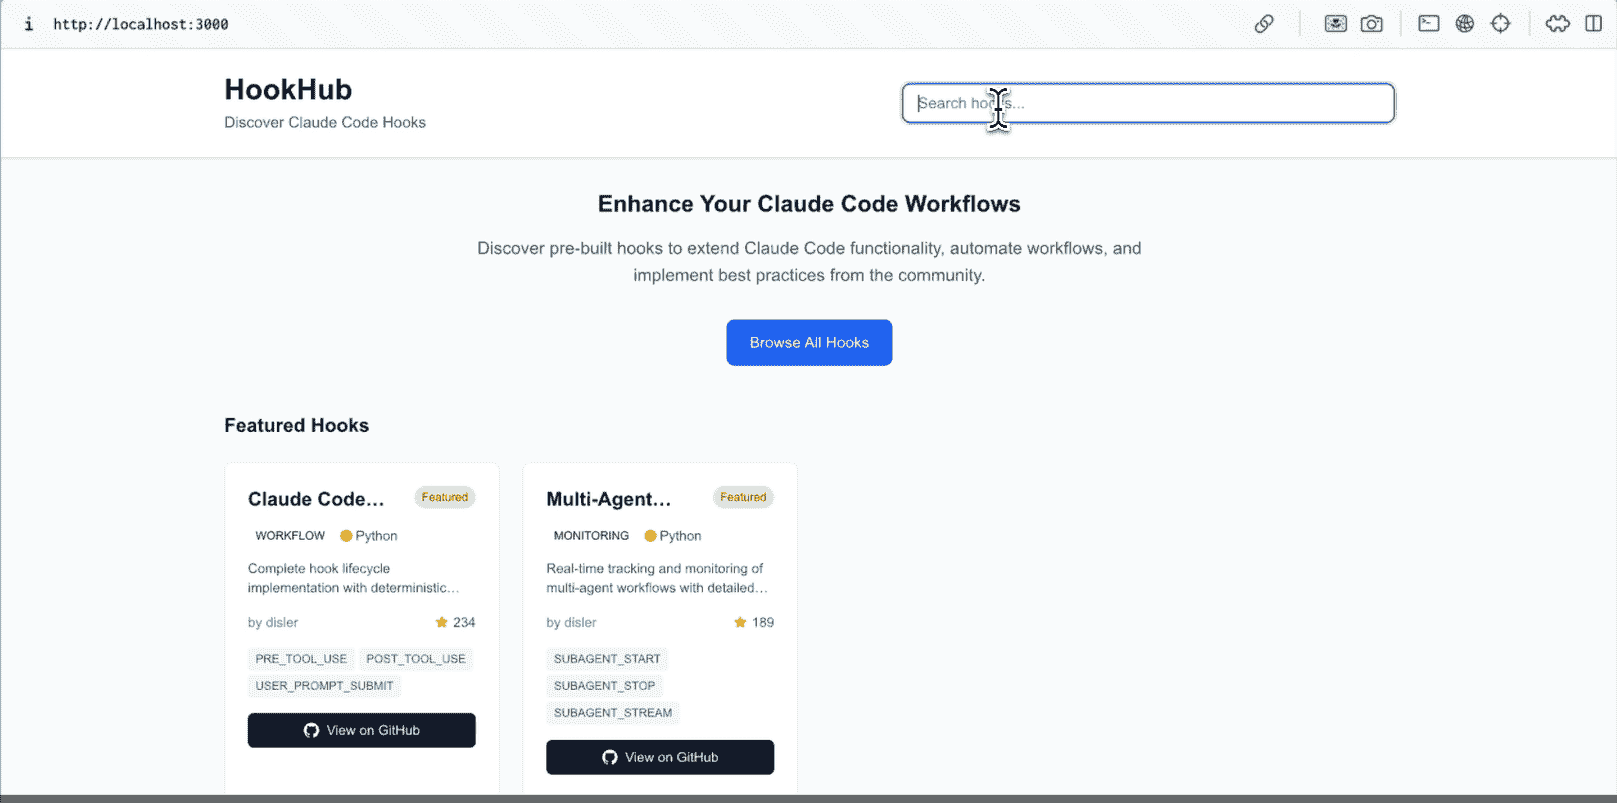 i http://localhost:3000
HookHub
Discover Claude Code Hooks
Search hooks...
Enhance Your Claude Code Workflows
Discover pre-built hooks to extend Claude Code functionality, automate workflows, and
implement best practices from the community.
Browse All Hooks
Featured Hooks
Claude Code... Featured
WORKFLOW Python
Complete hook lifecycle
implementation with deterministic...
by disler 234
PRE_TOOL_USE POST_TOOL_USE
USER_PROMPT_SUBMIT
View on GitHub
Multi-Agent... Featured
MONITORING Python
Real-time tracking and monitoring of
multi-agent workflows with detailed...
by disler 189
SUBAGENT_START
SUBAGENT_STOP
SUBAGENT_STREAM
View on GitHub